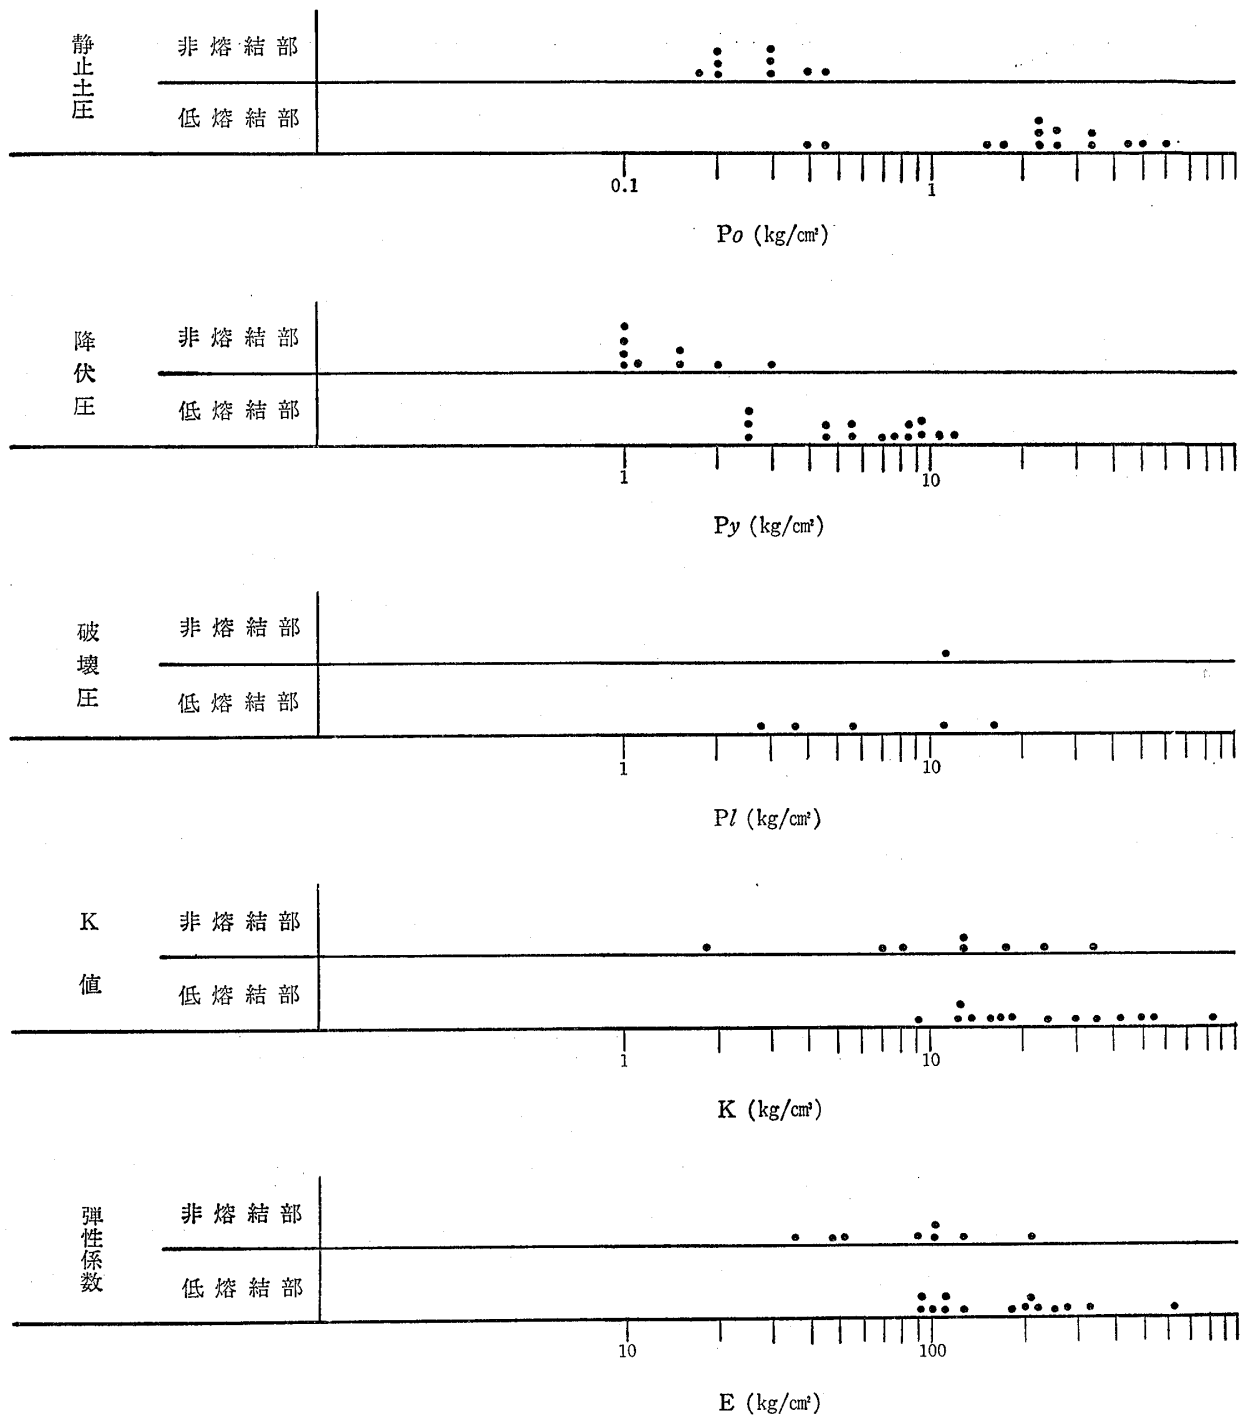 静止土圧
非熔結部
低熔結部
0.1 1
Po (kg/cm²)
降伏圧
非熔結部
低熔結部
1 10
Py (kg/cm²)
破壊圧
非熔結部
低熔結部
1 10
Pl (kg/cm²)
K値
非熔結部
低熔結部
1 10
K (kg/cm³)
弾性係数
非熔結部
低熔結部
10 100
E (kg/cm²)